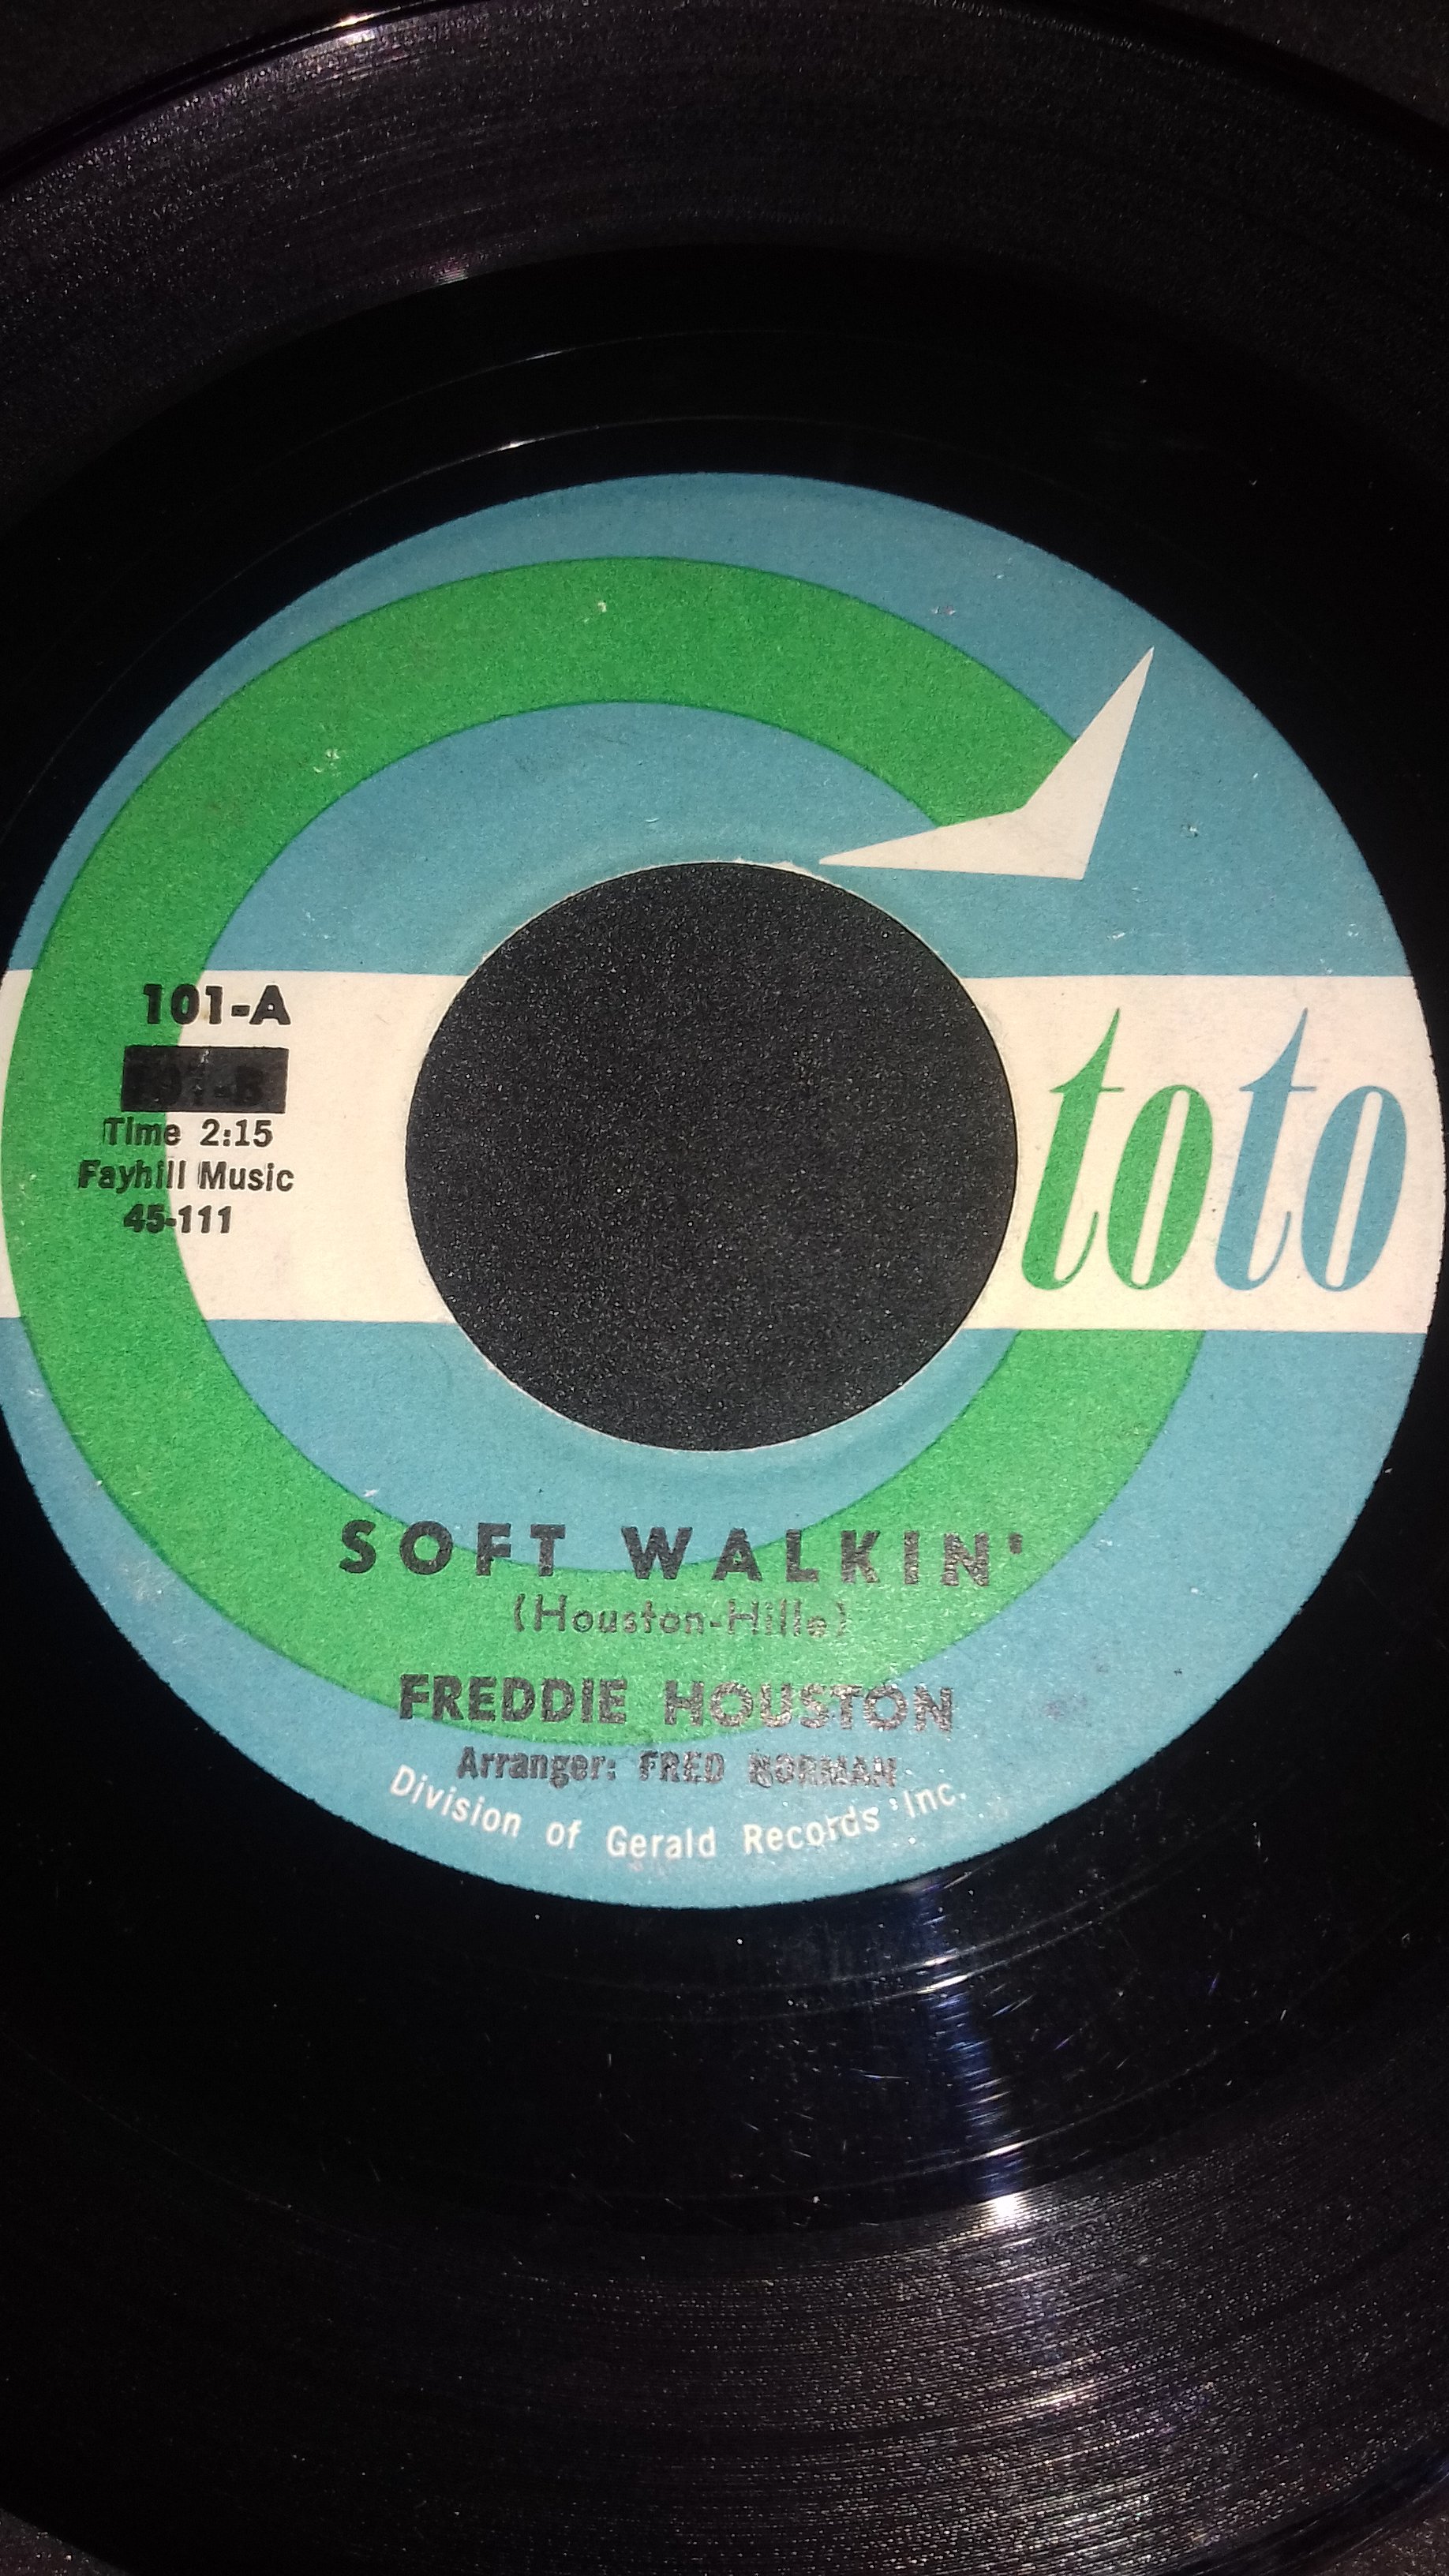 101-A
Time 2:15
Fayhill Music
45-111
toto
SOFT WALKIN'
(Houston-Hille)
FREDDIE HOUSTON
Arranger: FRED NORMAN
Division of Gerald Records Inc.